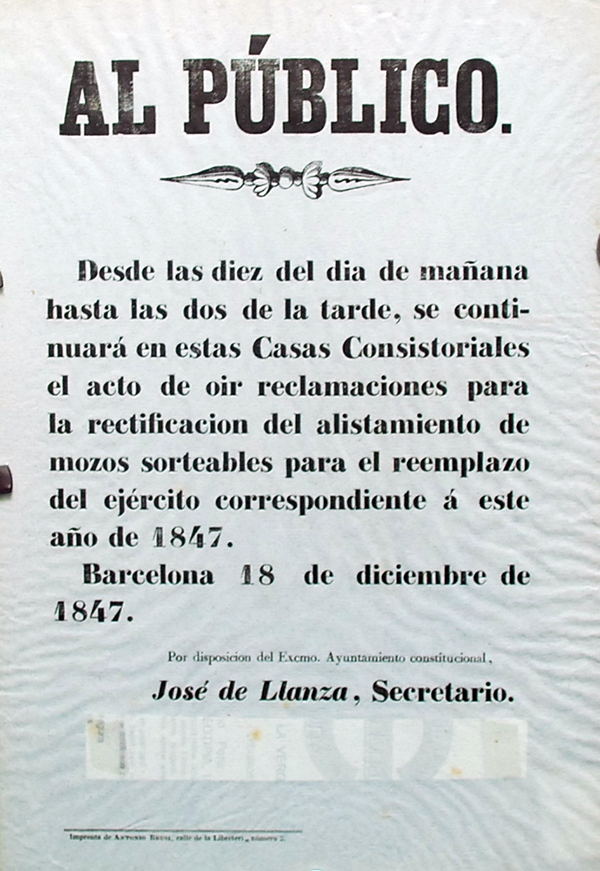 AL PÚBLICO.
Desde las diez del dia de mañana
hasta las dos de la tarde, se conti-
nuará en estas Casas Consistoriales
el acto de oir reclamaciones para
la rectificacion del alistamiento de
mozos sorteables para el reemplazo
del ejército correspondiente á este
año de 1847.
Barcelona 18 de diciembre de
1847.
Por disposicion del Excmo. Ayuntamiento constitucional,
José de Llanza, Secretario.
Imprenta de ANTONIO calle de la Libreteri, número 2.